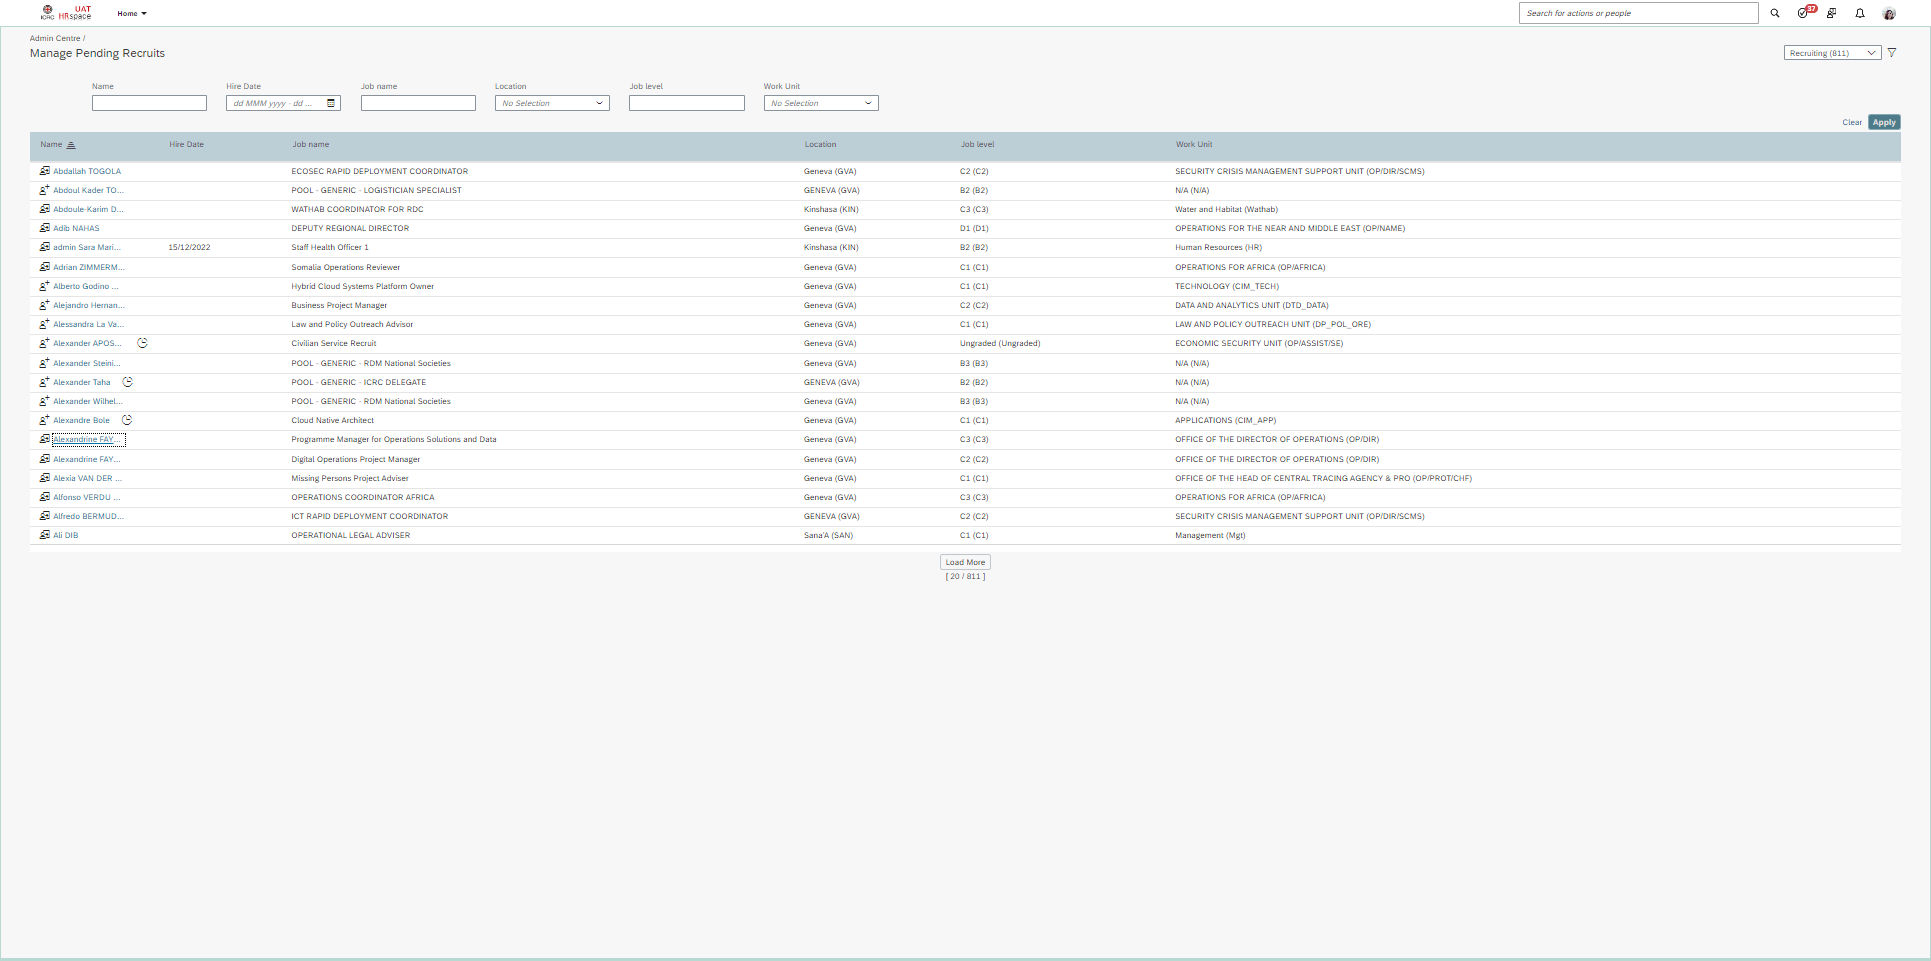 ICRC UAT HRspace Home Search for actions or people 37
Admin Centre /
Manage Pending Recruits Recruiting (811)
Name Hire Date Job name Location Job level Work Unit
dd MMM yyyy - dd ... No Selection No Selection
Clear Apply
Name Hire Date Job name Location Job level Work Unit
Abdallah TOGOLA ECOSEC RAPID DEPLOYMENT COORDINATOR Geneva (GVA) C2 (C2) SECURITY CRISIS MANAGEMENT SUPPORT UNIT (OP/DIR/SCMS)
Abdoul Kader TO... POOL - GENERIC - LOGISTICIAN SPECIALIST GENEVA (GVA) B2 (B2) N/A (N/A)
Abdoule-Karim D... WATHAB COORDINATOR FOR RDC Kinshasa (KIN) C3 (C3) Water and Habitat (Wathab)
Adib NAHAS DEPUTY REGIONAL DIRECTOR Geneva (GVA) D1 (D1) OPERATIONS FOR THE NEAR AND MIDDLE EAST (OP/NAME)
admin Sara Mari... 15/12/2022 Staff Health Officer 1 Kinshasa (KIN) B2 (B2) Human Resources (HR)
Adrian ZIMMERM... Somalia Operations Reviewer Geneva (GVA) C1 (C1) OPERATIONS FOR AFRICA (OP/AFRICA)
Alberto Godino ... Hybrid Cloud Systems Platform Owner Geneva (GVA) C1 (C1) TECHNOLOGY (CIM_TECH)
Alejandro Hernan... Business Project Manager Geneva (GVA) C2 (C2) DATA AND ANALYTICS UNIT (DTD_DATA)
Alessandra La Va... Law and Policy Outreach Advisor Geneva (GVA) C1 (C1) LAW AND POLICY OUTREACH UNIT (DP_POL_ORE)
Alexander APOS... Civilian Service Recruit Geneva (GVA) Ungraded (Ungraded) ECONOMIC SECURITY UNIT (OP/ASSIST/SE)
Alexander Steini... POOL - GENERIC - RDM National Societies Geneva (GVA) B3 (B3) N/A (N/A)
Alexander Taha POOL - GENERIC - ICRC DELEGATE GENEVA (GVA) B2 (B2) N/A (N/A)
Alexander Wilhel... POOL - GENERIC - RDM National Societies Geneva (GVA) B3 (B3) N/A (N/A)
Alexandre Bole Cloud Native Architect Geneva (GVA) C1 (C1) APPLICATIONS (CIM_APP)
Alexandrine FAY... Programme Manager for Operations Solutions and Data Geneva (GVA) C3 (C3) OFFICE OF THE DIRECTOR OF OPERATIONS (OP/DIR)
Alexandrine FAY... Digital Operations Project Manager Geneva (GVA) C2 (C2) OFFICE OF THE DIRECTOR OF OPERATIONS (OP/DIR)
Alexia VAN DER ... Missing Persons Project Adviser Geneva (GVA) C1 (C1) OFFICE OF THE HEAD OF CENTRAL TRACING AGENCY & PRO (OP/PROT/CHF)
Alfonso VERDU ... OPERATIONS COORDINATOR AFRICA Geneva (GVA) C3 (C3) OPERATIONS FOR AFRICA (OP/AFRICA)
Alfredo BERMUD... ICT RAPID DEPLOYMENT COORDINATOR GENEVA (GVA) C2 (C2) SECURITY CRISIS MANAGEMENT SUPPORT UNIT (OP/DIR/SCMS)
Ali DIB OPERATIONAL LEGAL ADVISER Sana'A (SAN) C1 (C1) Management (Mgt)
Load More
[ 20 / 811 ]